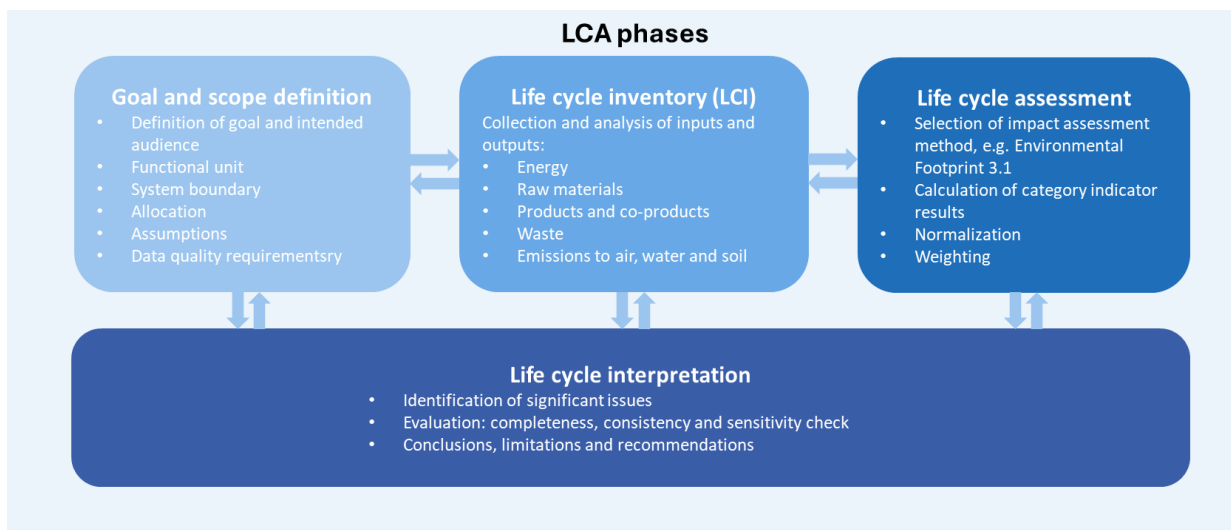 LCA phases
Goal and scope definition
• Definition of goal and intended
audience
• Functional unit
• System boundary
• Allocation
• Assumptions
• Data quality requirementsry
Life cycle inventory (LCI)
Collection and analysis of inputs and
outputs:
• Energy
• Raw materials
• Products and co-products
• Waste
• Emissions to air, water and soil
Life cycle assessment
• Selection of impact assessment
method, e.g. Environmental
Footprint 3.1
• Calculation of category indicator
results
• Normalization
• Weighting
Life cycle interpretation
• Identification of significant issues
• Evaluation: completeness, consistency and sensitivity check
• Conclusions, limitations and recommendations